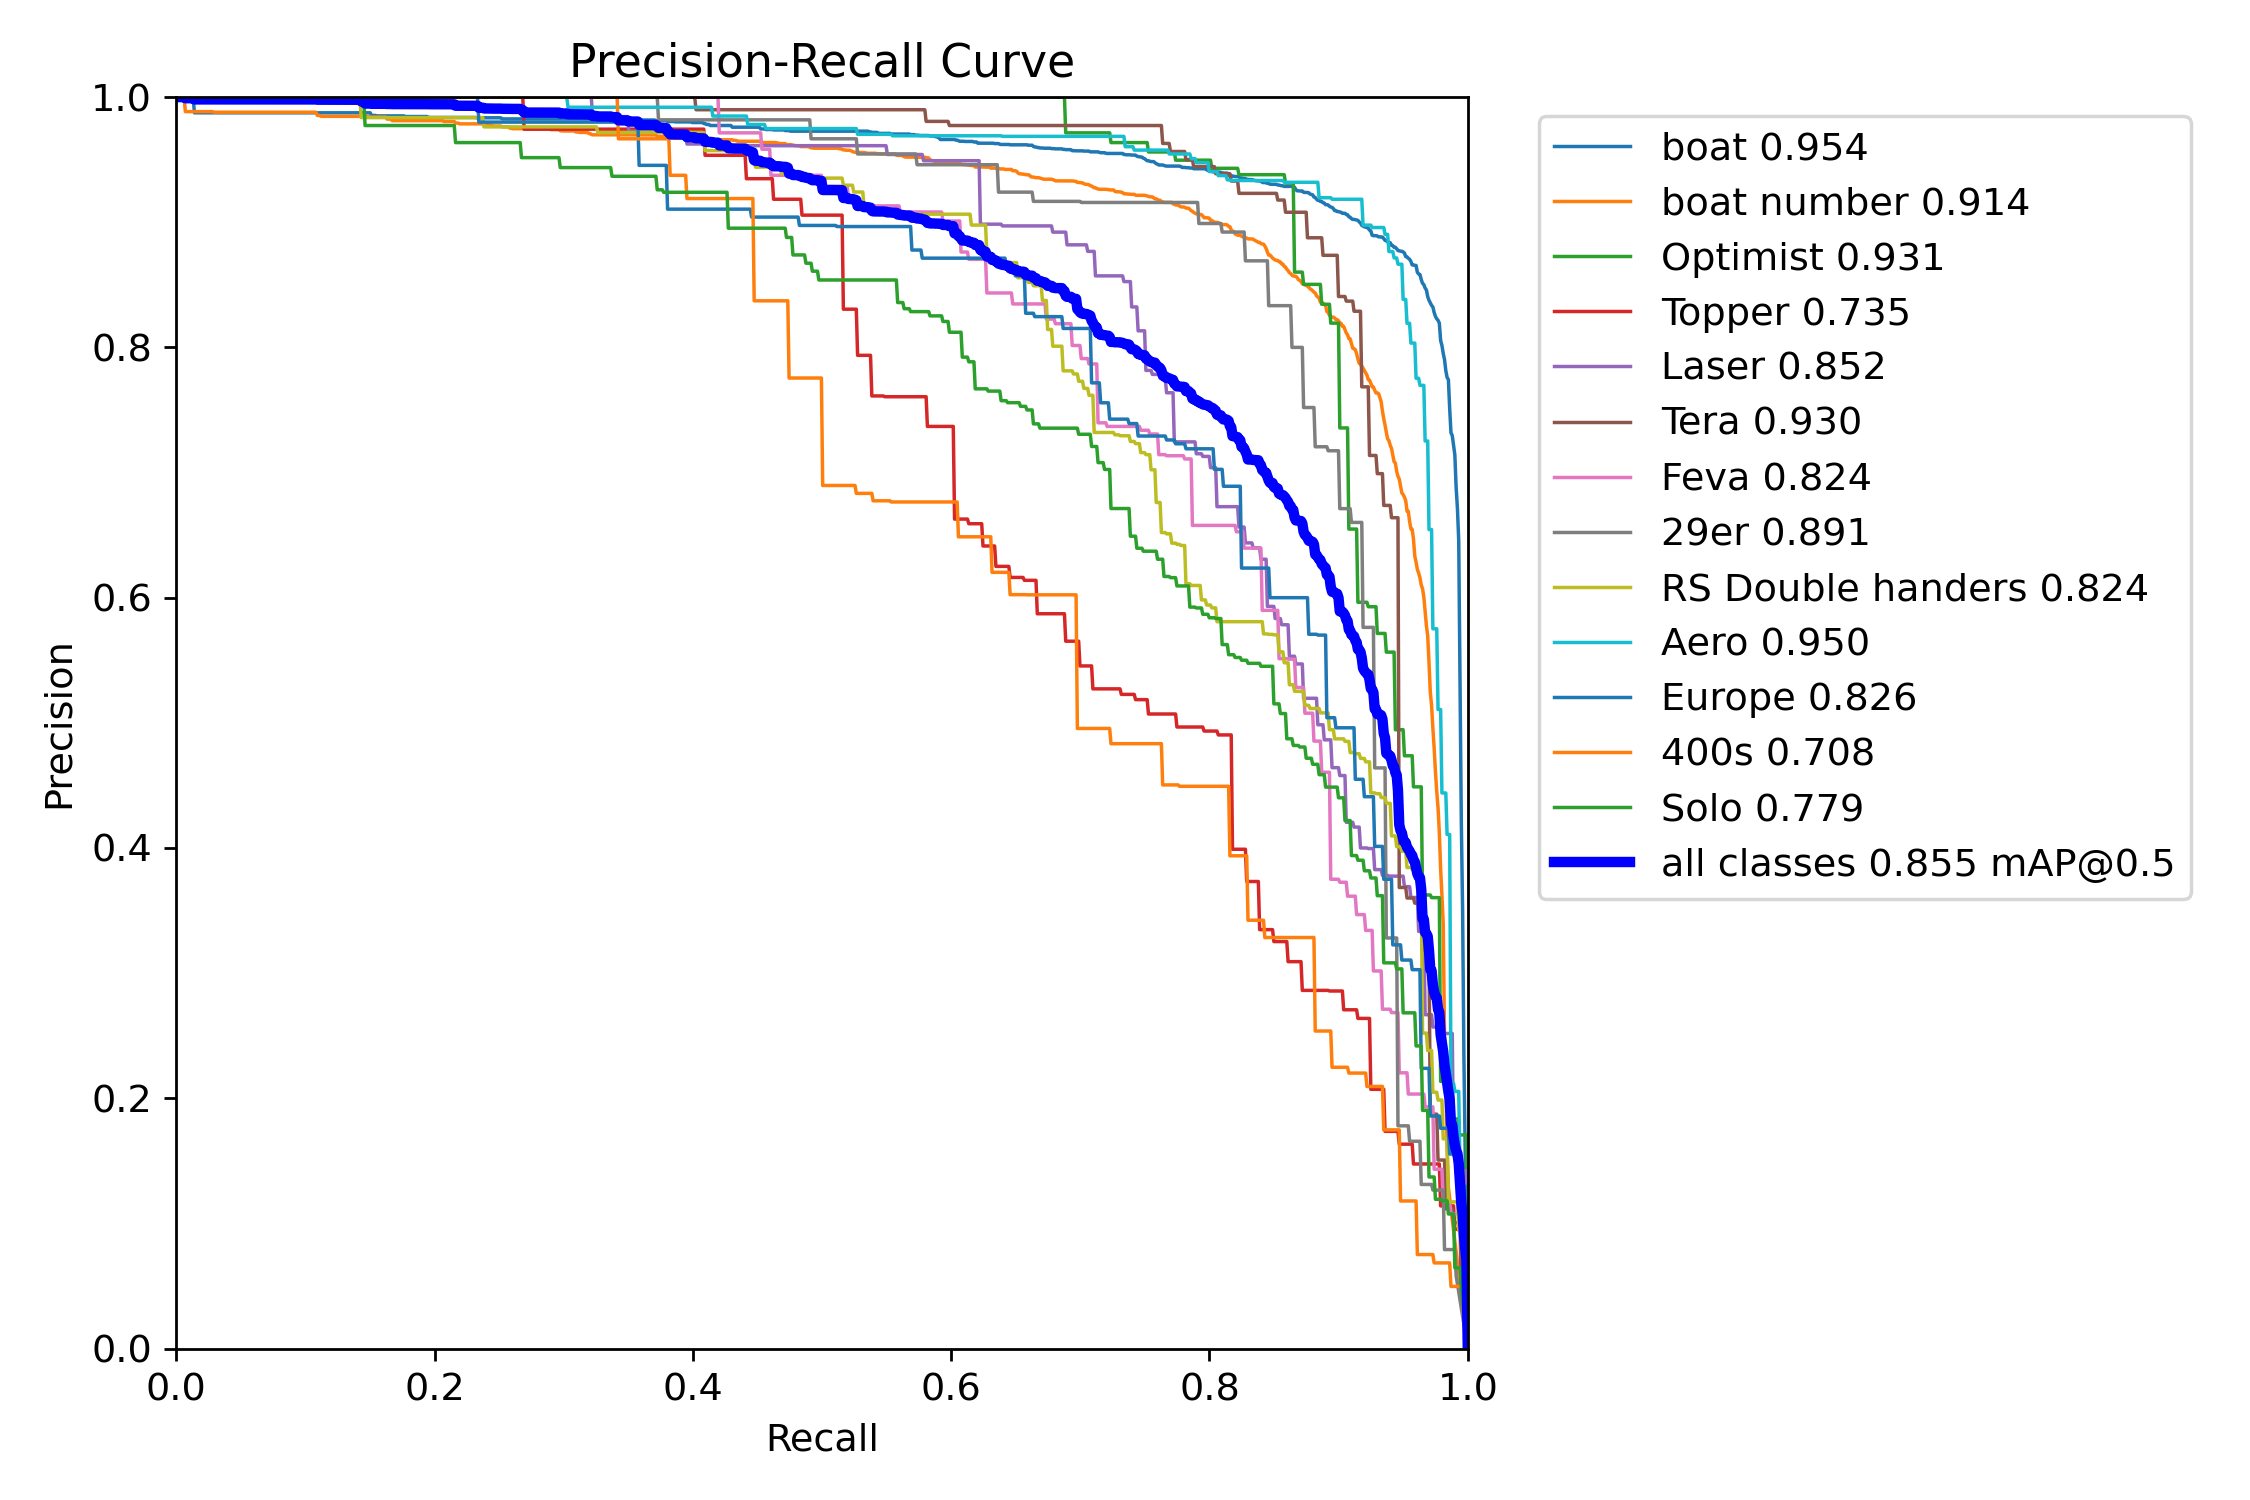 Precision-Recall Curve
1.0
0.8
0.6
0.4
0.2
0.0
Precision
0.0 0.2 0.4 0.6 0.8 1.0
Recall
boat 0.954
boat number 0.914
Optimist 0.931
Topper 0.735
Laser 0.852
Tera 0.930
Feva 0.824
29er 0.891
RS Double handers 0.824
Aero 0.950
Europe 0.826
400s 0.708
Solo 0.779
all classes 0.855 mAP@0.5